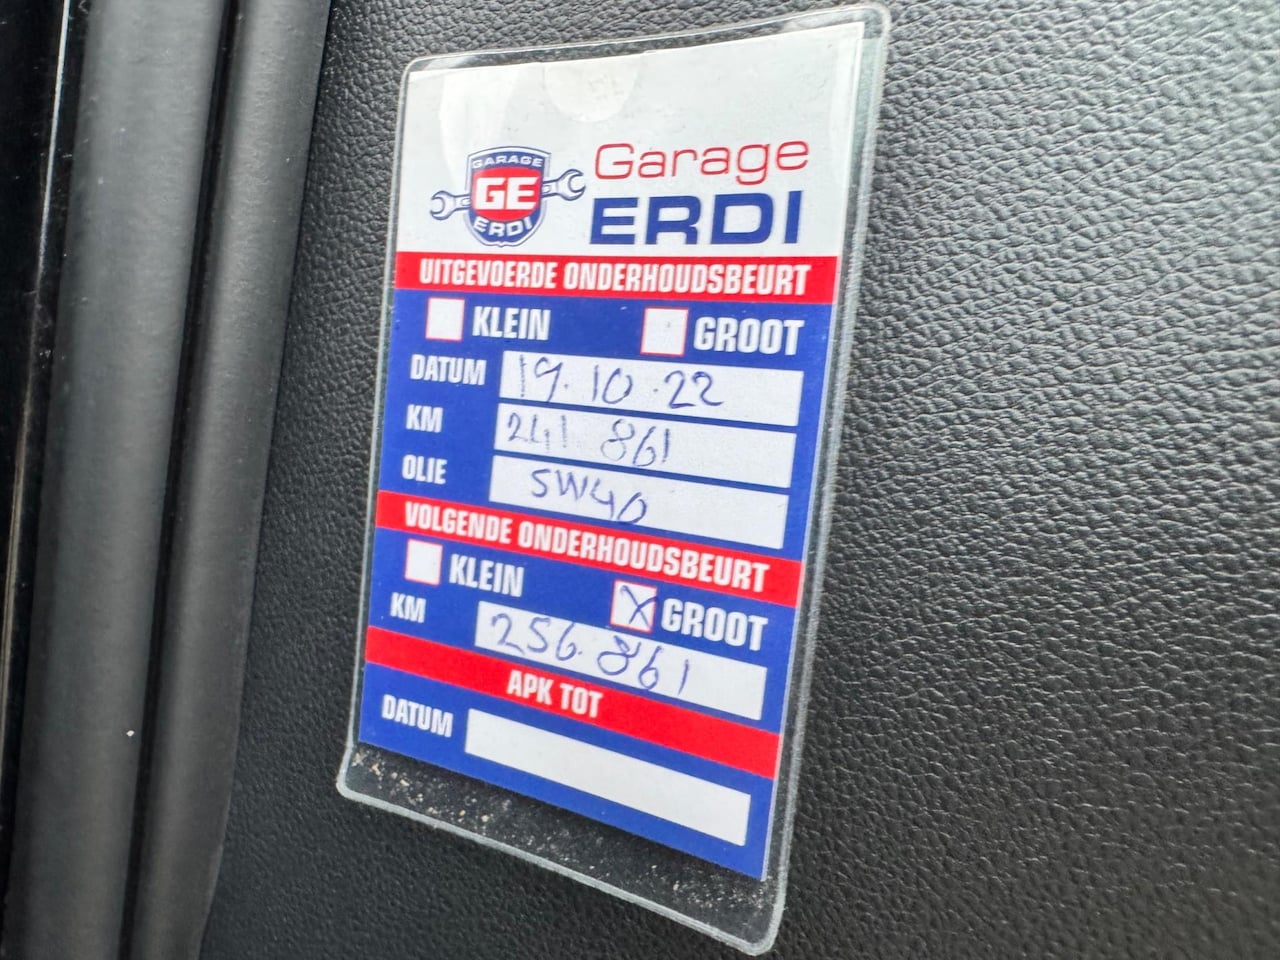 GARAGE
GE
ERDI
Garage
ERDI
UITGEVOERDE ONDERHOUDSBEURT
KLEIN GROOT
DATUM 19.10.22
KM 241 861
OLIE 5W40
VOLGENDE ONDERHOUDSBEURT
KLEIN X GROOT
KM 256.861
APK TOT
DATUM